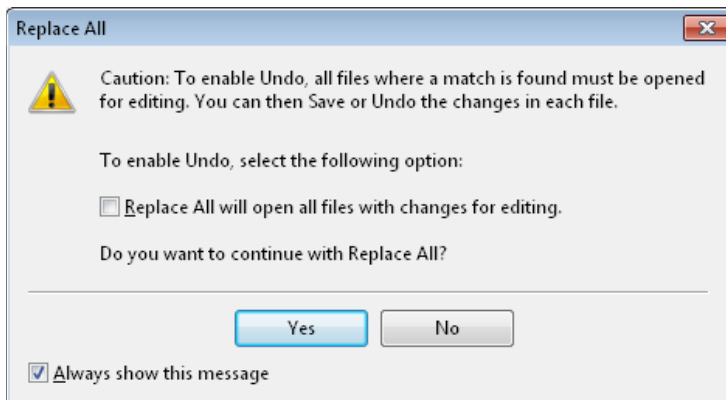 Replace All
Caution: To enable Undo, all files where a match is found must be opened
for editing. You can then Save or Undo the changes in each file.
To enable Undo, select the following option:
Replace All will open all files with changes for editing.
Do you want to continue with Replace All?
Yes
No
Always show this message